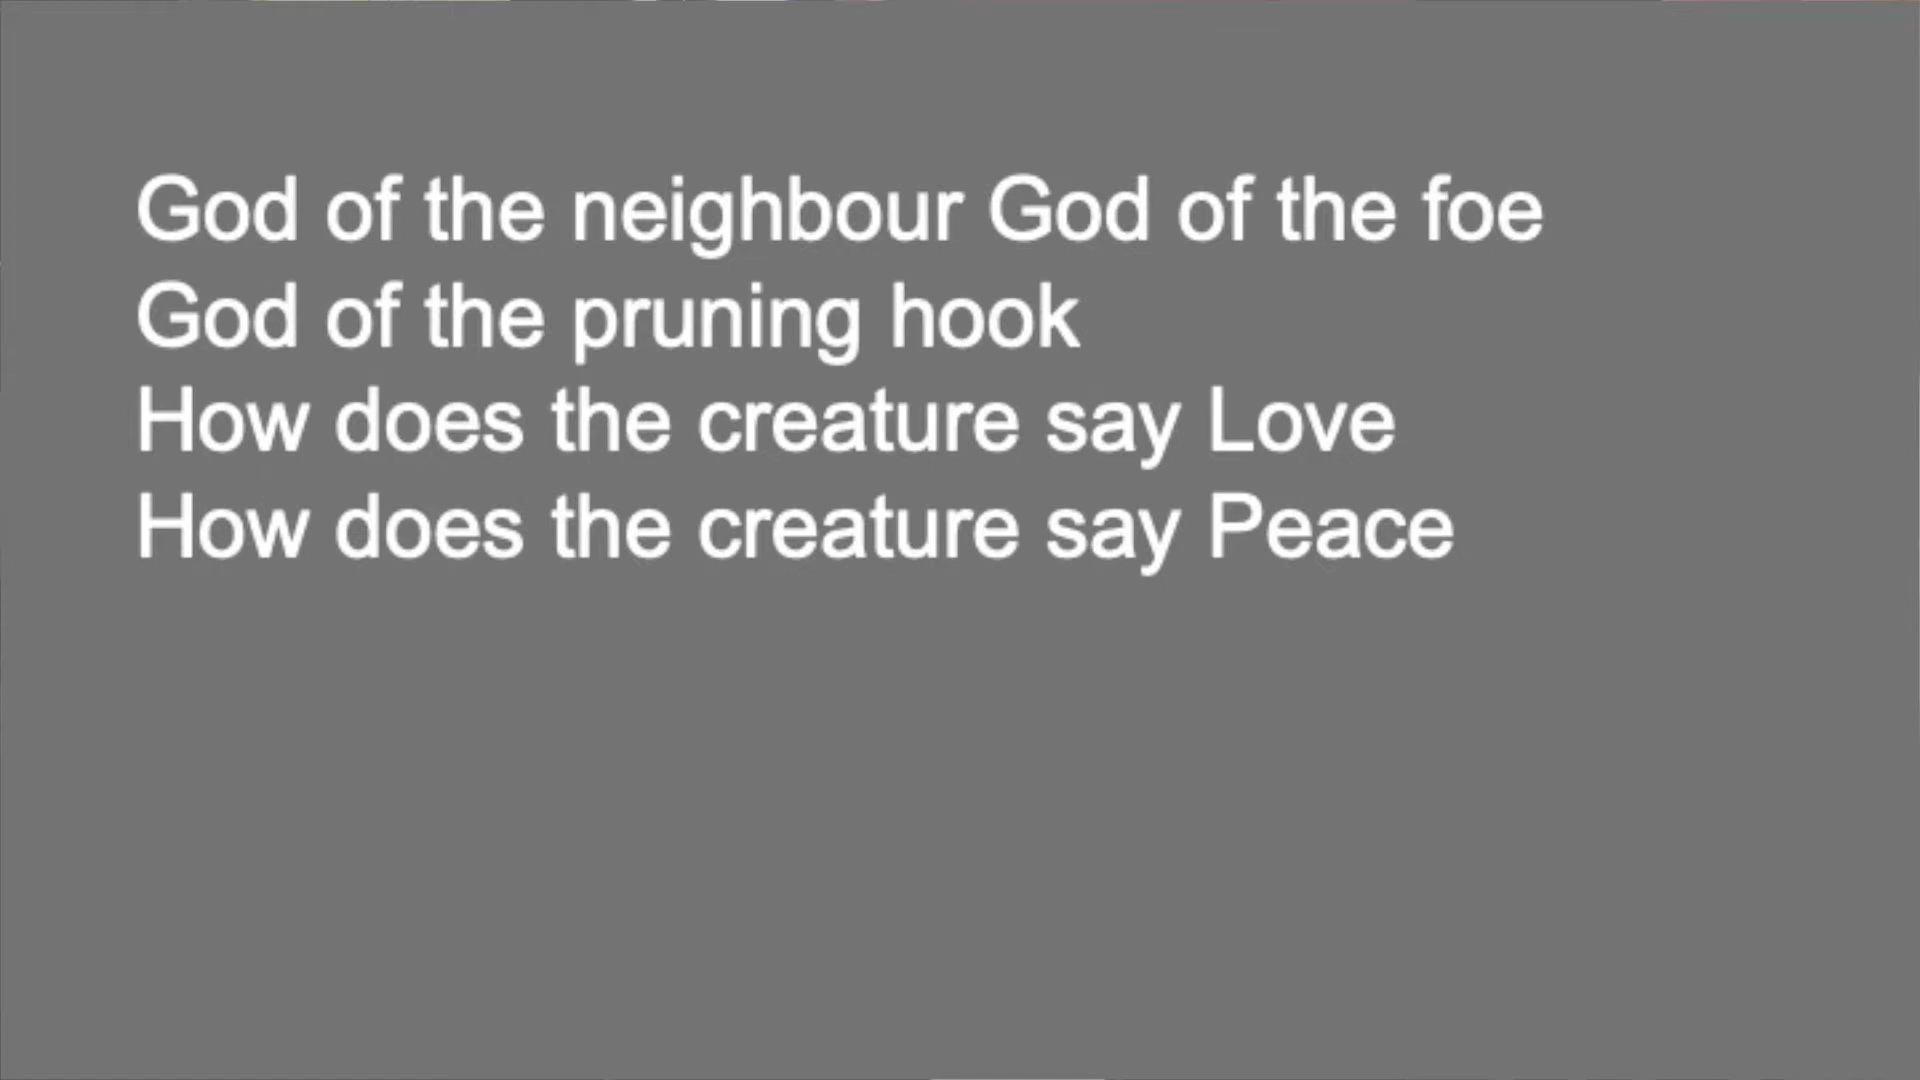 God of the neighbour God of the foe
God of the pruning hook
How does the creature say Love
How does the creature say Peace